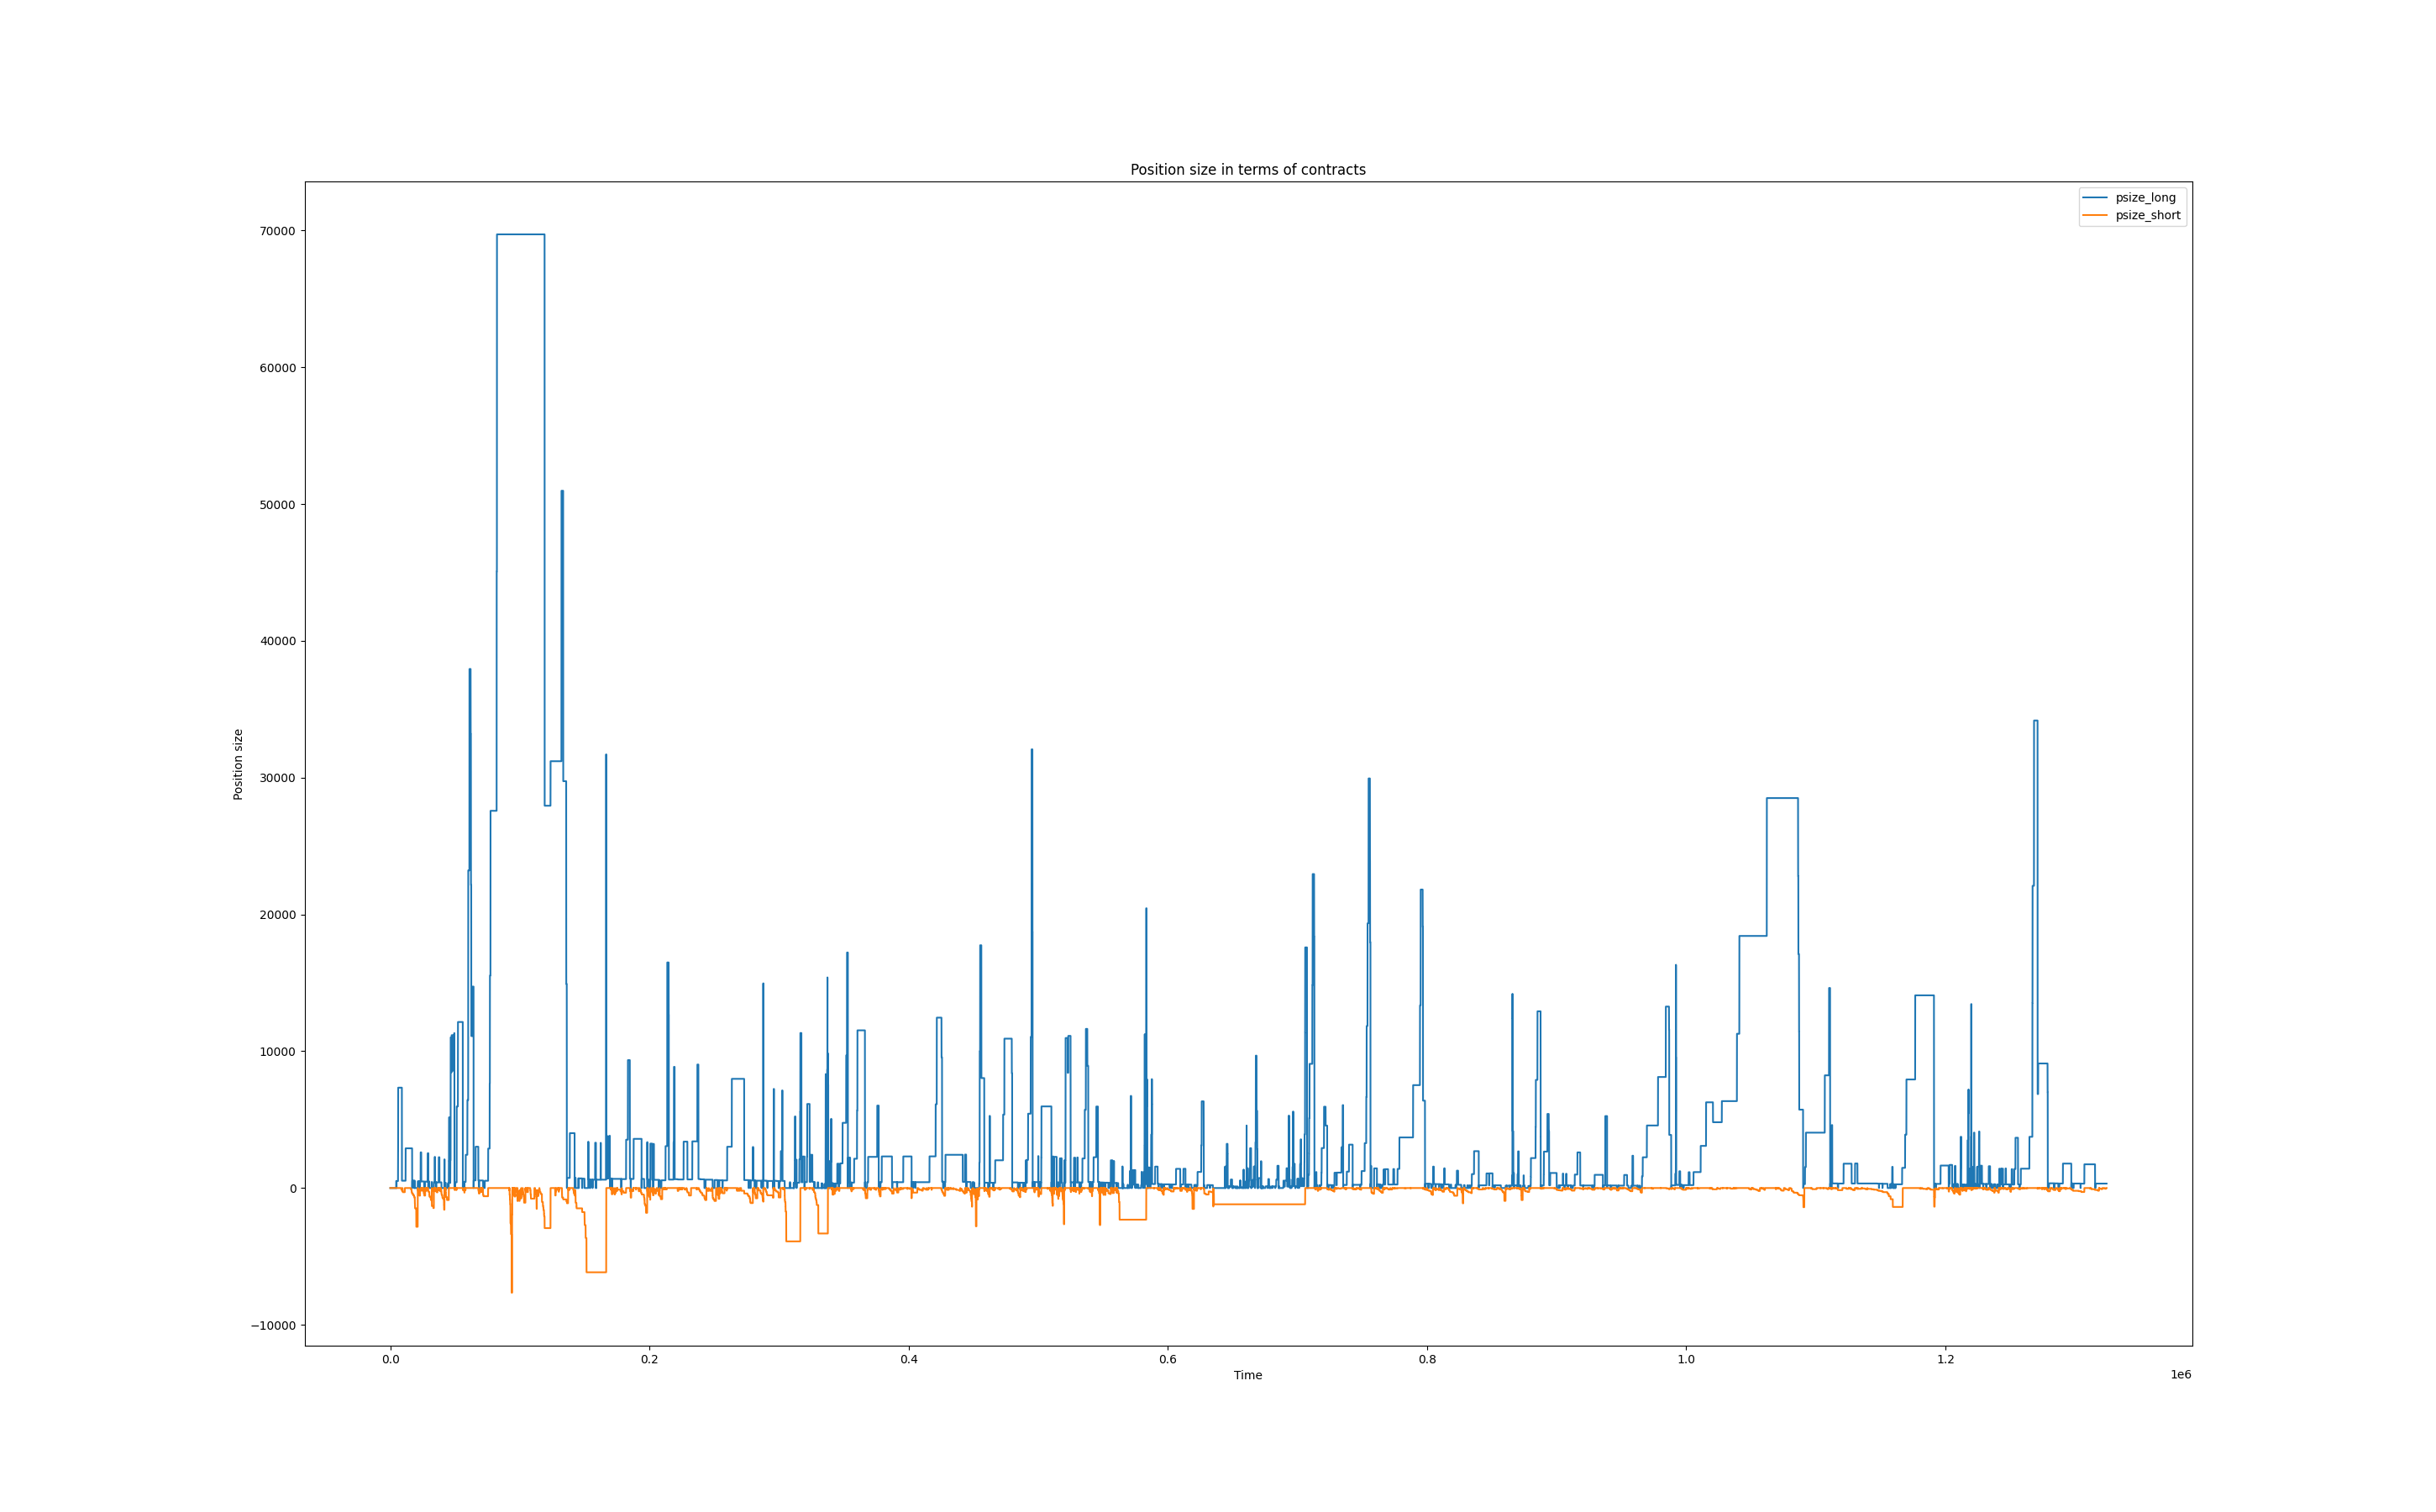 Position size in terms of contracts
psize_long
psize_short
70000
60000
50000
40000
30000
20000
10000
0
−10000
Position size
0.0 0.2 0.4 0.6 0.8 1.0 1.2
Time
1e6